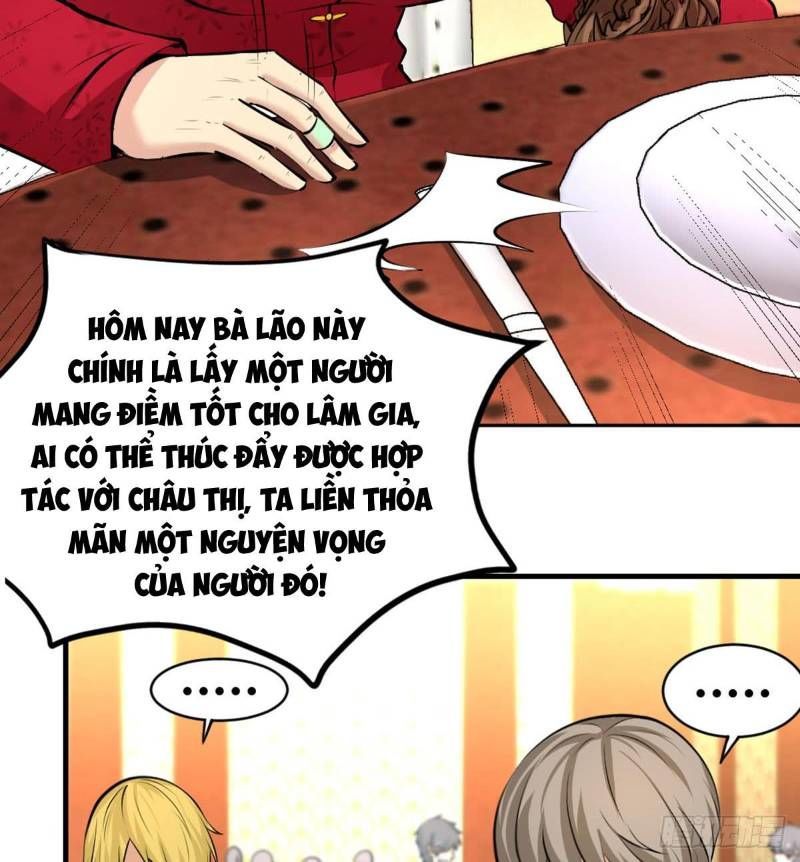 HÔM NAY BÀ LÃO NÀY
CHÍNH LÀ LẤY MỘT NGƯỜI
MANG ĐIỀM TỐT CHO LÂM GIA,
AI CÓ THỂ THÚC ĐẨY ĐƯỢC HỢP
TÁC VỚI CHÂU THỊ, TA LIỀN THỎA
MÃN MỘT NGUYỆN VỌNG
CỦA NGƯỜI ĐÓ!
.....
.....